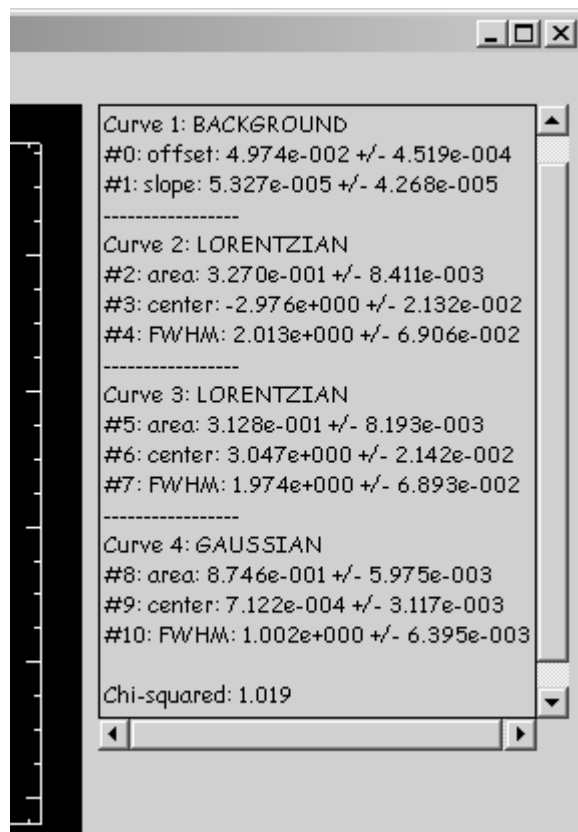 Curve 1: BACKGROUND
#0: offset: 4.974e-002 +/- 4.519e-004
#1: slope: 5.327e-005 +/- 4.268e-005
-----------------
Curve 2: LORENTZIAN
#2: area: 3.270e-001 +/- 8.411e-003
#3: center: -2.976e+000 +/- 2.132e-002
#4: FWHM: 2.013e+000 +/- 6.906e-002
-----------------
Curve 3: LORENTZIAN
#5: area: 3.128e-001 +/- 8.193e-003
#6: center: 3.047e+000 +/- 2.142e-002
#7: FWHM: 1.974e+000 +/- 6.893e-002
-----------------
Curve 4: GAUSSIAN
#8: area: 8.746e-001 +/- 5.975e-003
#9: center: 7.122e-004 +/- 3.117e-003
#10: FWHM: 1.002e+000 +/- 6.395e-003
Chi-squared: 1.019